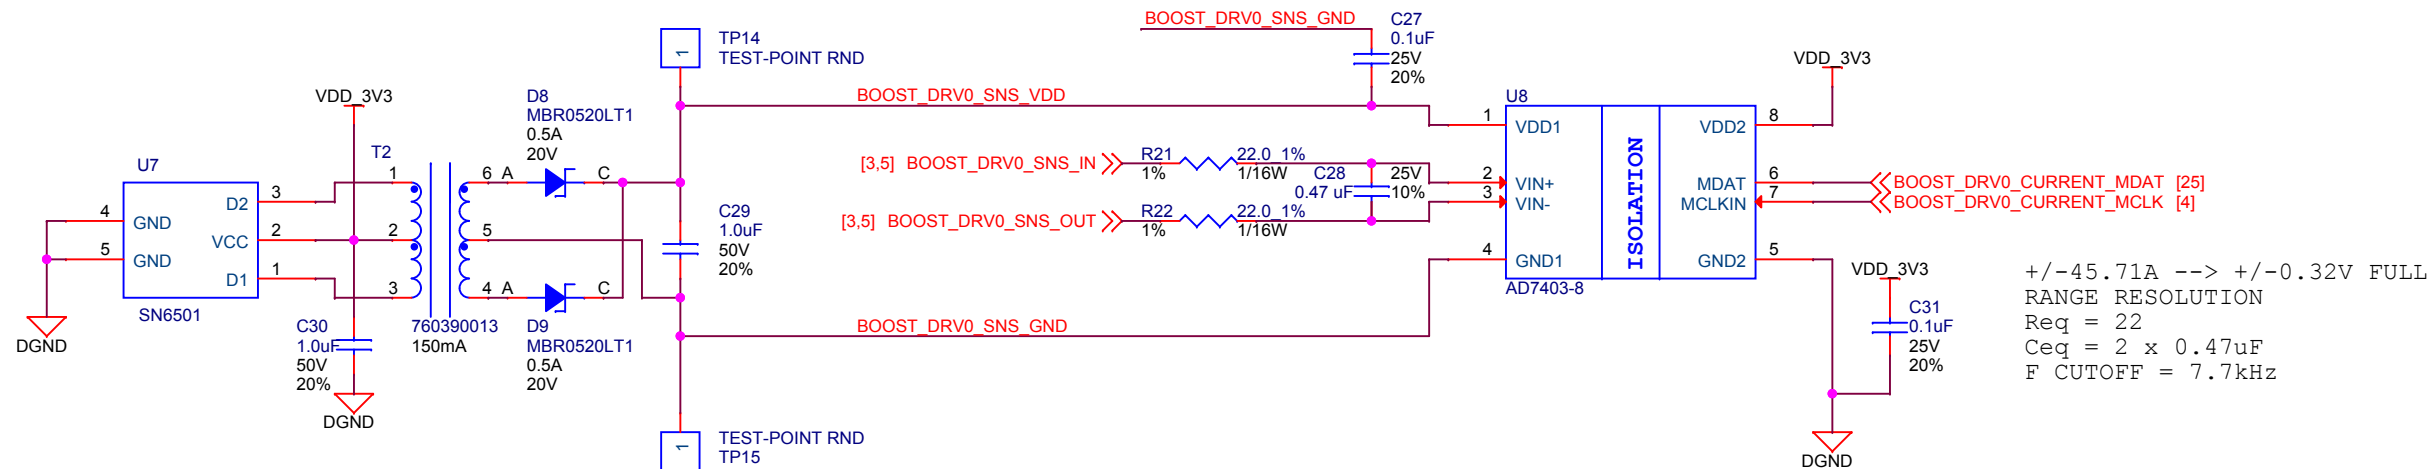 BOOST_DRV0_SNS_GND
C27
0.1uF
25V
20%
TP14
TEST-POINT RND
1
VDD_3V3
VDD_3V3
D8
MBR0520LT1
0.5A
20V
BOOST_DRV0_SNS_VDD
U8
1
VDD1
VDD2
8
U7
T2
1
6 A
C
[3,5] BOOST_DRV0_SNS_IN
R21
1%
22.0_1%
1/16W
C28
0.47 uF
25V
10%
2
3
VIN+
VIN-
ISOLATION
MDAT
MCLKIN
6
7
BOOST_DRV0_CURRENT_MDAT [25]
BOOST_DRV0_CURRENT_MCLK [4]
4
GND
5
GND
D2
3
VCC
2
D1
1
SN6501
2
5
3
4 A
C
C29
1.0uF
50V
20%
[3,5] BOOST_DRV0_SNS_OUT
R22
1%
22.0_1%
1/16W
4
GND1
GND2
5
AD7403-8
VDD_3V3
C31
0.1uF
25V
20%
+/-45.71A --> +/-0.32V FULL
RANGE RESOLUTION
Req = 22
Ceq = 2 x 0.47uF
F CUTOFF = 7.7kHz
DGND
C30
1.0uF
50V
20%
DGND
760390013
150mA
D9
MBR0520LT1
0.5A
20V
BOOST_DRV0_SNS_GND
1
TEST-POINT RND
TP15
DGND